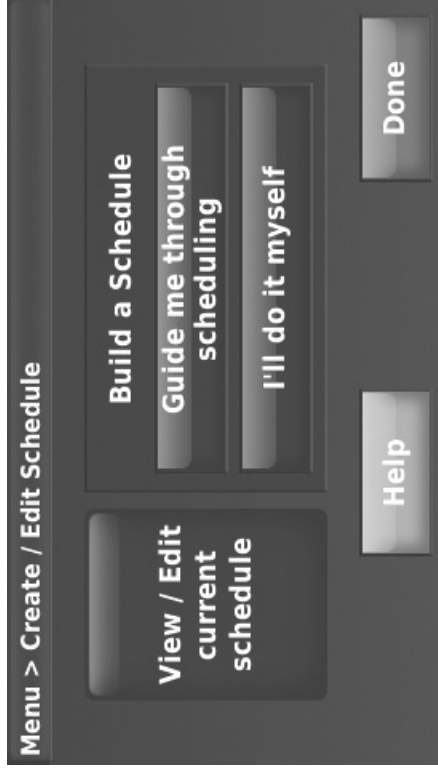 Menu > Create / Edit Schedule
View / Edit
current
schedule
Build a Schedule
Guide me through
scheduling
I'll do it myself
Help
Done